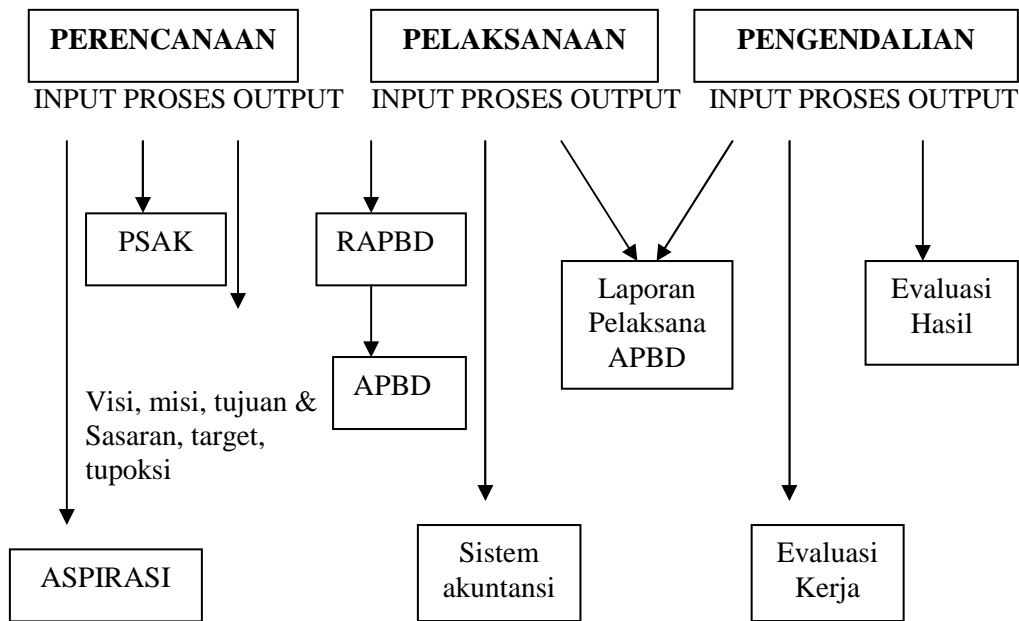 PERENCANAAN
PELAKSANAAN
PENGENDALIAN
INPUT PROSES OUTPUT
INPUT PROSES OUTPUT
INPUT PROSES OUTPUT
PSAK
RAPBD
Laporan
Pelaksana
APBD
Evaluasi
Hasil
APBD
Visi, misi, tujuan &
Sasaran, target,
tupoksi
ASPIRASI
Sistem
akuntansi
Evaluasi
Kerja